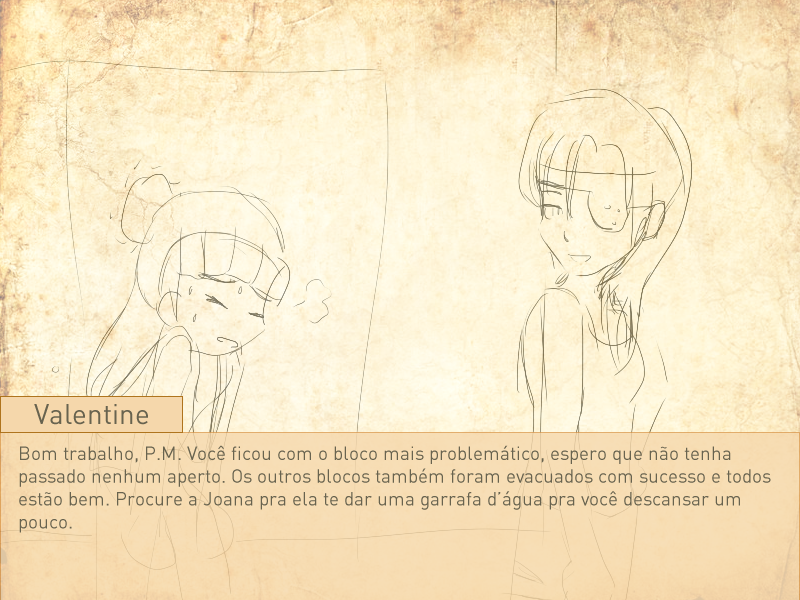 Valentine
Bom trabalho, P.M. Você ficou com o bloco mais problemático, espero que não tenha
passado nenhum aperto. Os outros blocos também foram evacuados com sucesso e todos
estão bem. Procure a Joana pra ela te dar uma garrafa d'água pra você descansar um
pouco.